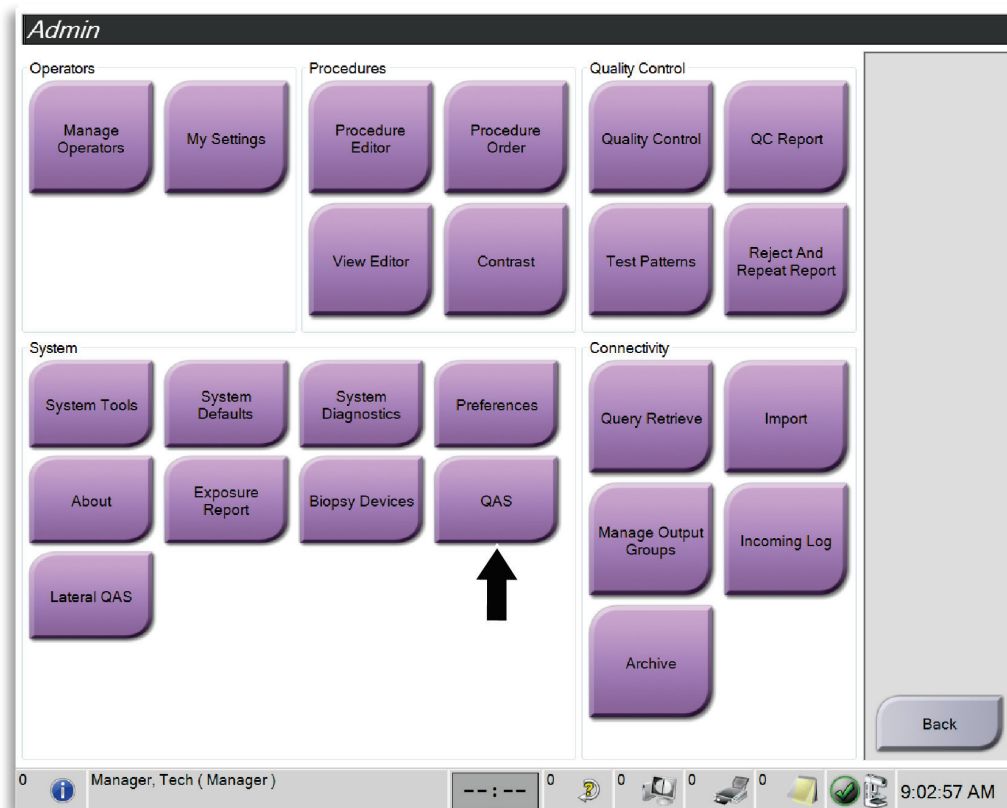 Admin
Operators
Manage
Operators
My Settings
Procedures
Procedure
Editor
Procedure
Order
View Editor
Contrast
Quality Control
Quality Control
QC Report
Test Patterns
Reject And
Repeat Report
System
System Tools
System
Defaults
System
Diagnostics
Preferences
About
Exposure
Report
Biopsy Devices
QAS
Lateral QAS
Connectivity
Query Retrieve
Import
Manage Output
Groups
Incoming Log
Archive
Back
0
Manager, Tech ( Manager )
--:--
0
0
0
0
9:02:57 AM